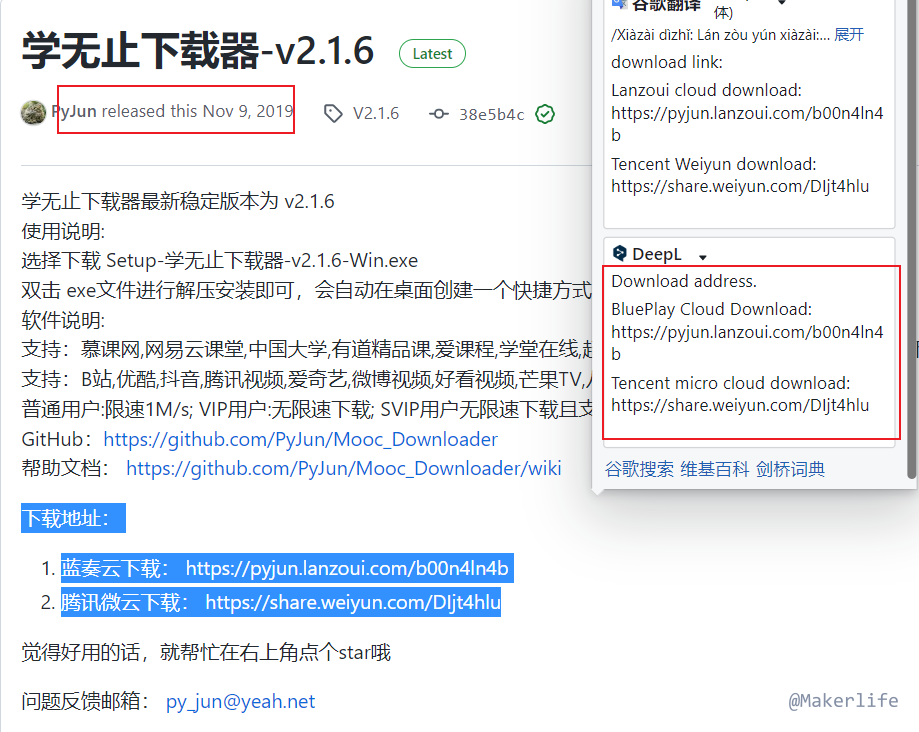 学无止下载器-v2.1.6
Latest
PyJun released this Nov 9, 2019
V2.1.6
38e5b4c
学无止下载器最新稳定版本为 v2.1.6
使用说明:
选择下载 Setup-学无止下载器-v2.1.6-Win.exe
双击 exe文件进行解压安装即可，会自动在桌面创建一个快捷方式
软件说明:
支持：慕课网,网易云课堂,中国大学,有道精品课,爱课程,学堂在线,
支持：B站,优酷,抖音,腾讯视频,爱奇艺,微博视频,好看视频,芒果TV,
普通用户:限速1M/s; VIP用户:无限速下载; SVIP用户无限速下载且支
GitHub：https://github.com/PyJun/Mooc_Downloader
帮助文档： https://github.com/PyJun/Mooc_Downloader/wiki
下载地址：
1. 蓝奏云下载： https://pyjun.lanzoui.com/b00n4ln4b
2. 腾讯微云下载： https://share.weiyun.com/DIjt4hlu
觉得好用的话，就帮忙在右上角点个star哦
问题反馈邮箱： py_jun@yeah.net
谷歌翻译
体)
/Xiàzài dìzhǐ: Lán zòu yún xiàzài:... 展开
download link:
Lanzoui cloud download:
https://pyjun.lanzoui.com/b00n4ln4
b
Tencent Weiyun download:
https://share.weiyun.com/DIjt4hlu
DeepL
Download address.
BluePlay Cloud Download:
https://pyjun.lanzoui.com/b00n4ln4
b
Tencent micro cloud download:
https://share.weiyun.com/DIjt4hlu
谷歌搜索 维基百科 剑桥词典
@Makerlife